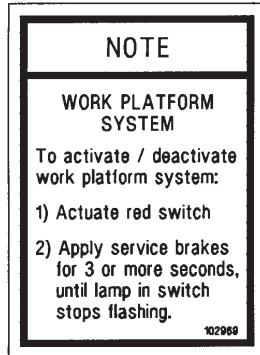 NOTE
WORK PLATFORM
SYSTEM
To activate / deactivate
work platform system:
1) Actuate red switch
2) Apply service brakes
for 3 or more seconds,
until lamp in switch
stops flashing.
102969